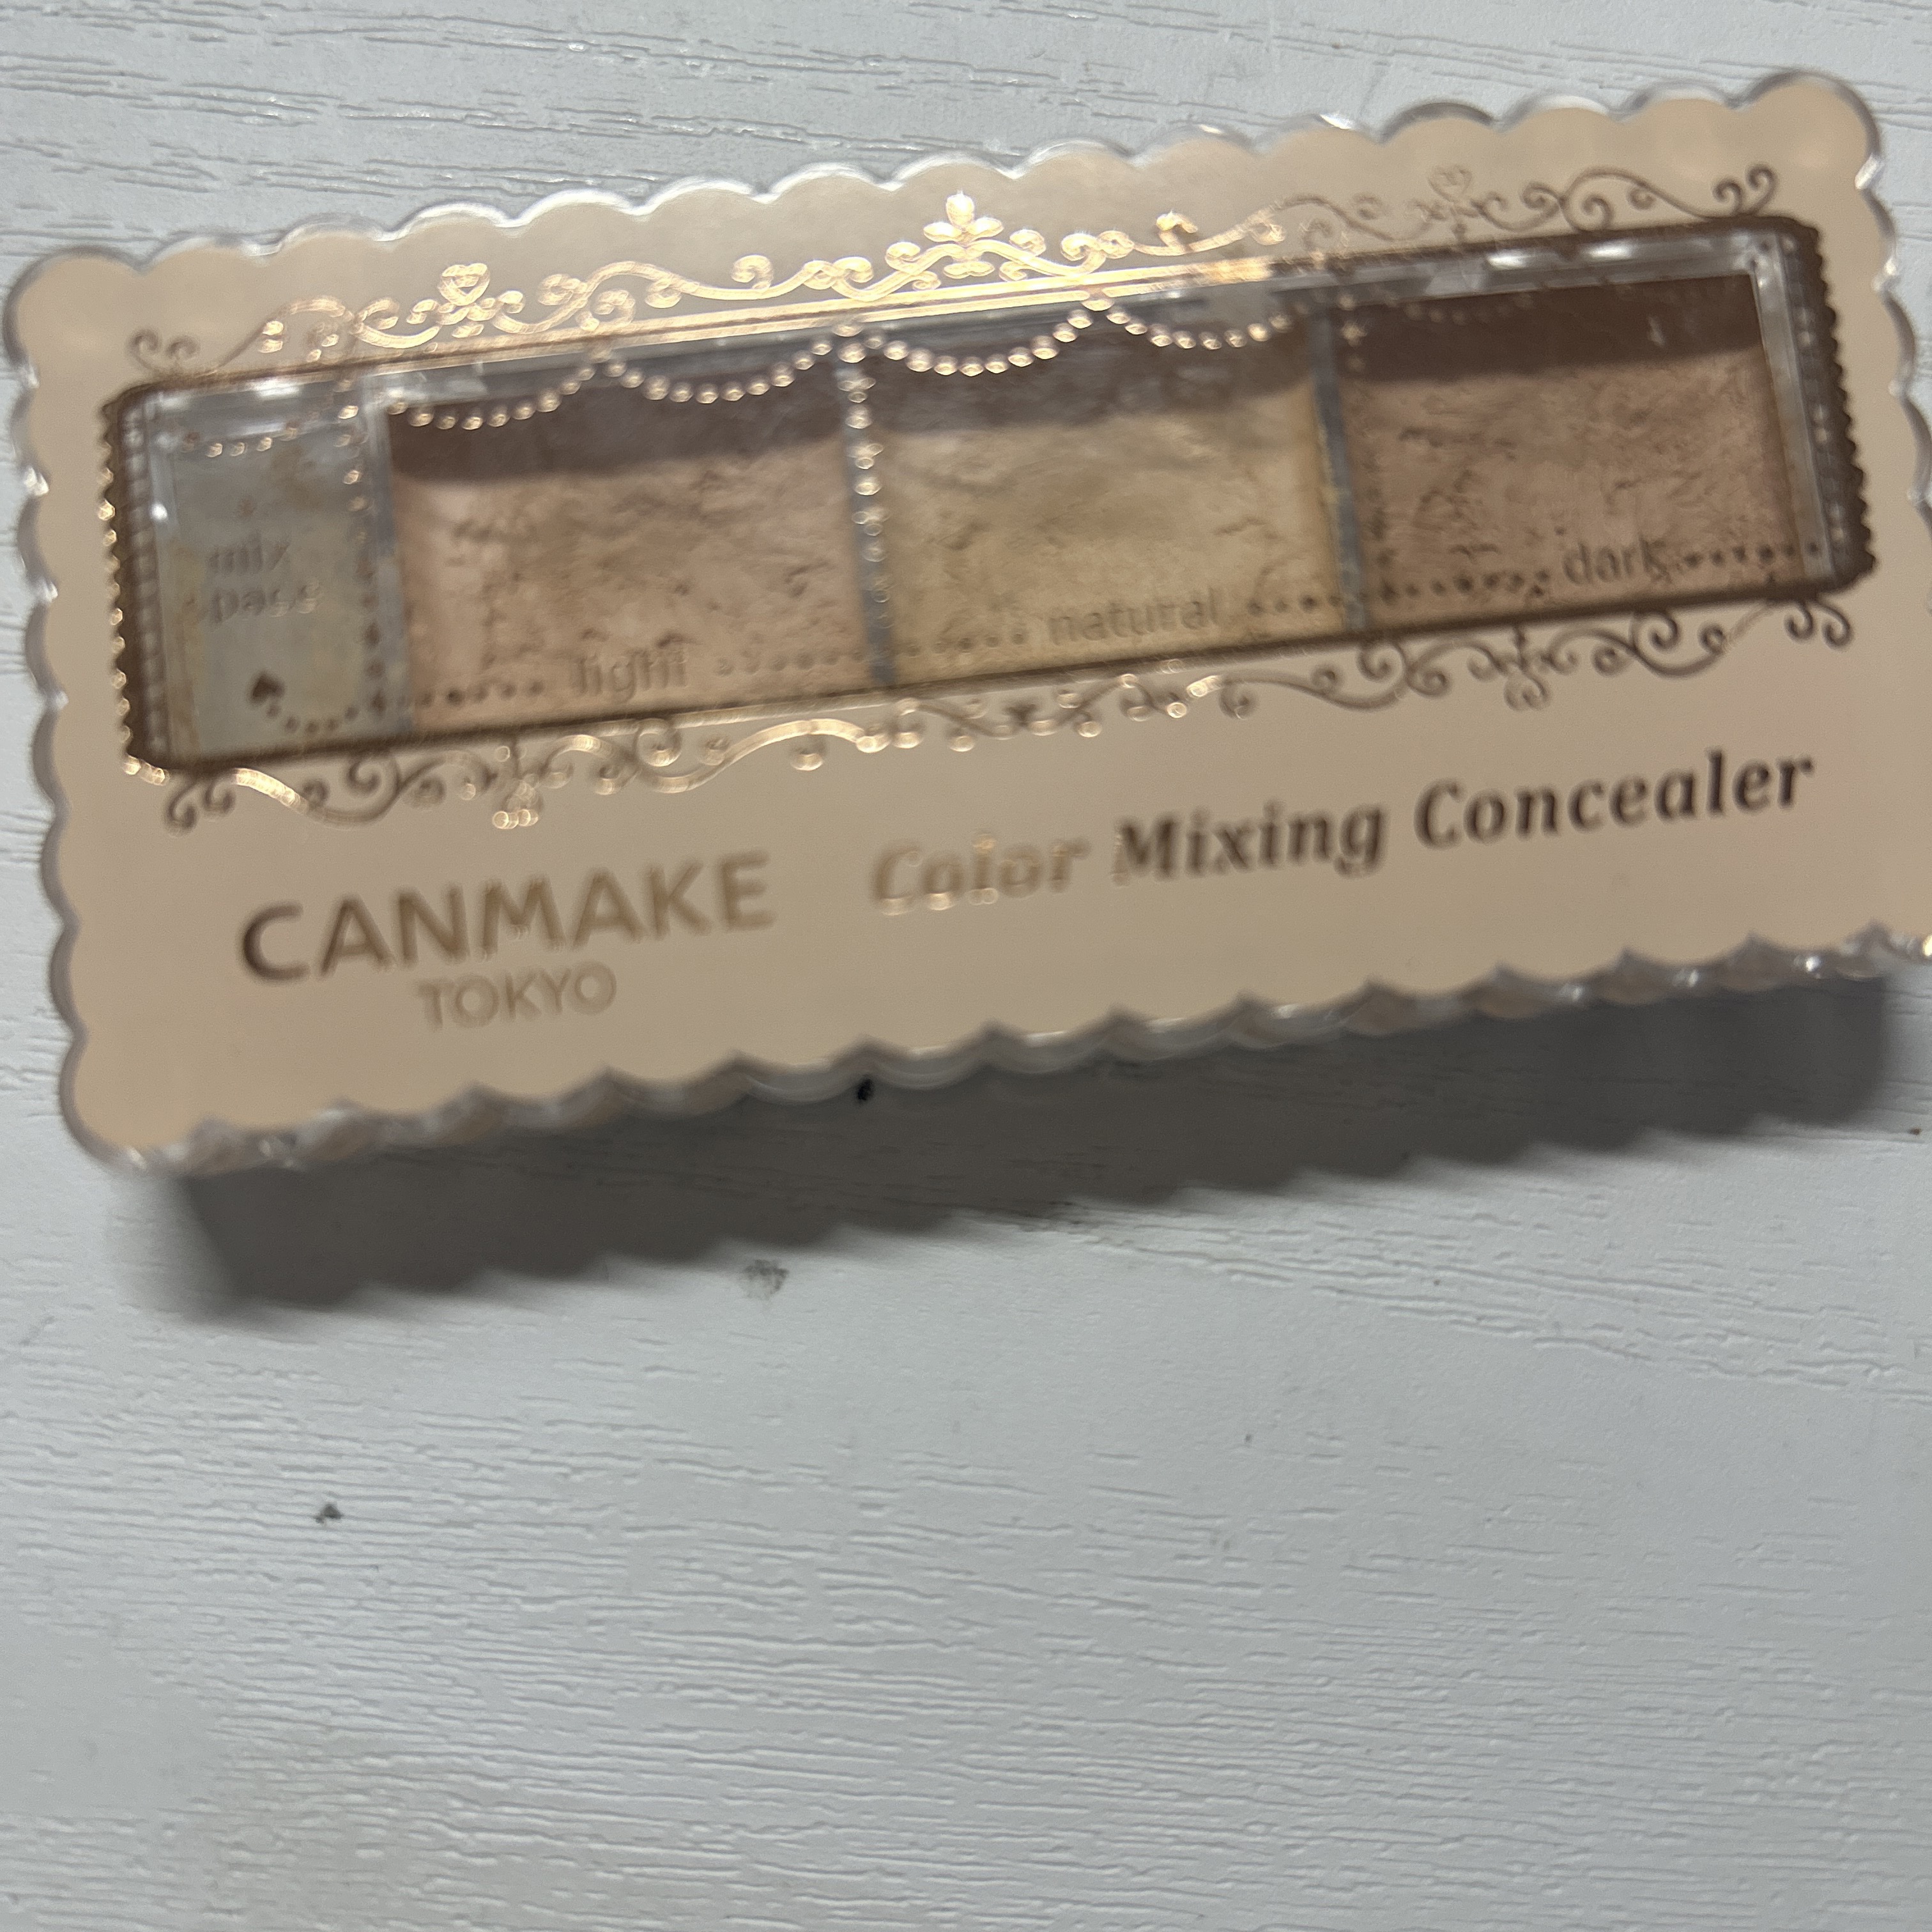 mix
space
light
natural
dark
CANMAKE
TOKYO
Color Mixing Concealer